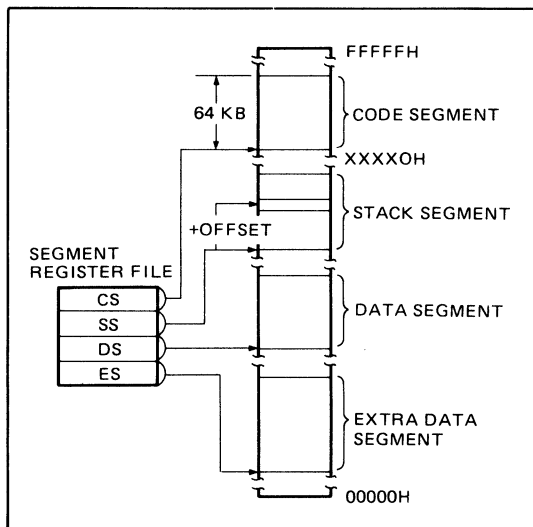 FFFFFH
64 KB
CODE SEGMENT
XXXX0H
STACK SEGMENT
+OFFSET
SEGMENT
REGISTER FILE
CS
SS
DS
ES
DATA SEGMENT
EXTRA DATA
SEGMENT
00000H